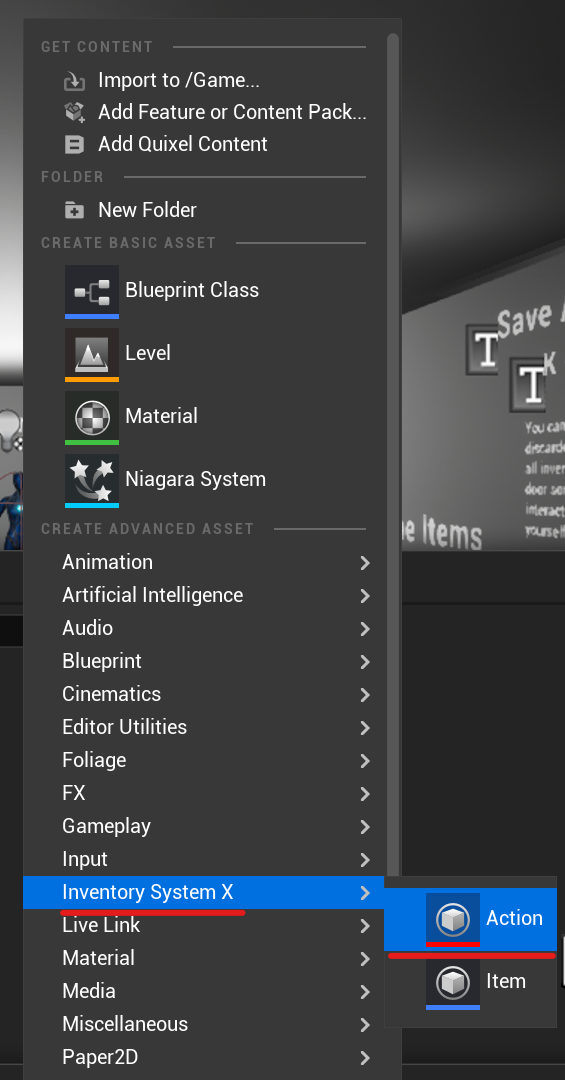 GET CONTENT
Import to /Game...
Add Feature or Content Pack...
Add Quixel Content
FOLDER
New Folder
CREATE BASIC ASSET
Blueprint Class
Level
Material
Niagara System
CREATE ADVANCED ASSET
Animation
Artificial Intelligence
Audio
Blueprint
Cinematics
Editor Utilities
Foliage
FX
Gameplay
Input
Inventory System X
Live Link
Material
Media
Miscellaneous
Paper2D
Action
Item
Save
T
T
K
You can
discarde
all inver
door so
interact
yourself
e Items